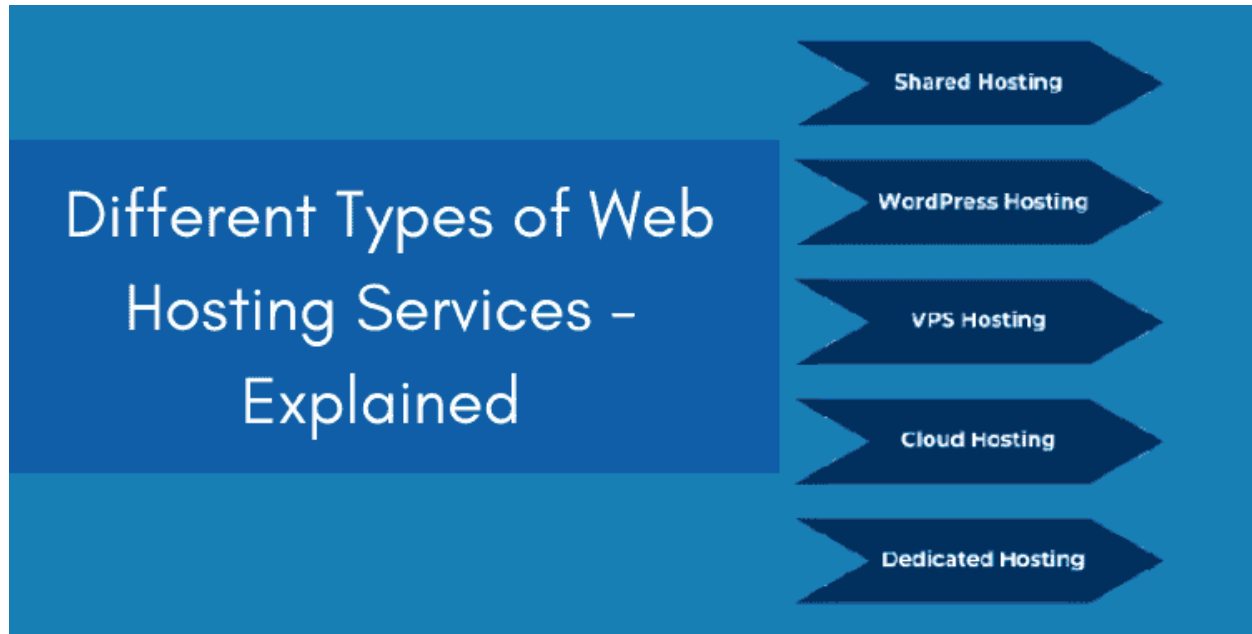 Different Types of Web
Hosting Services -
Explained
Shared Hosting
WordPress Hosting
VPS Hosting
Cloud Hosting
Dedicated Hosting